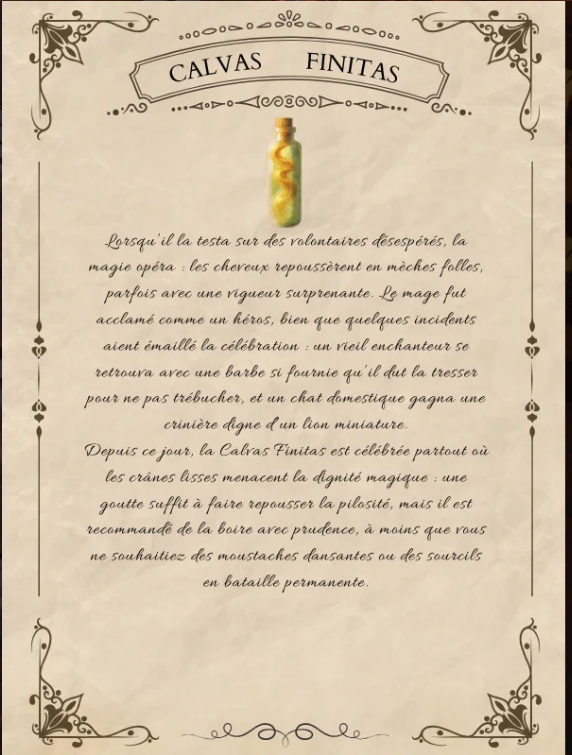 CALVAS FINITAS
Lorsqu'il la testa sur des volontaires désespérés, la
magie opéra : les cheveux repoussèrent en mèches folles,
parfois avec une vigueur surprenante. Le mage fut
acclamé comme un héros, bien que quelques incidents
aient émaillé la célébration : un vieil enchanteur se
retrouva avec une barbe si fournie qu'il dut la tresser
pour ne pas trébucher, et un chat domestique gagna une
crinière digne d'un lion miniature.
Depuis ce jour, la Calvas Finitas est célébrée partout où
les crânes lisses menacent la dignité magique : une
goutte suffit à faire repousser la pilosité, mais il est
recommandé de la boire avec prudence, à moins que vous
ne souhaitiez des moustaches dansantes ou des sourcils
en bataille permanente.